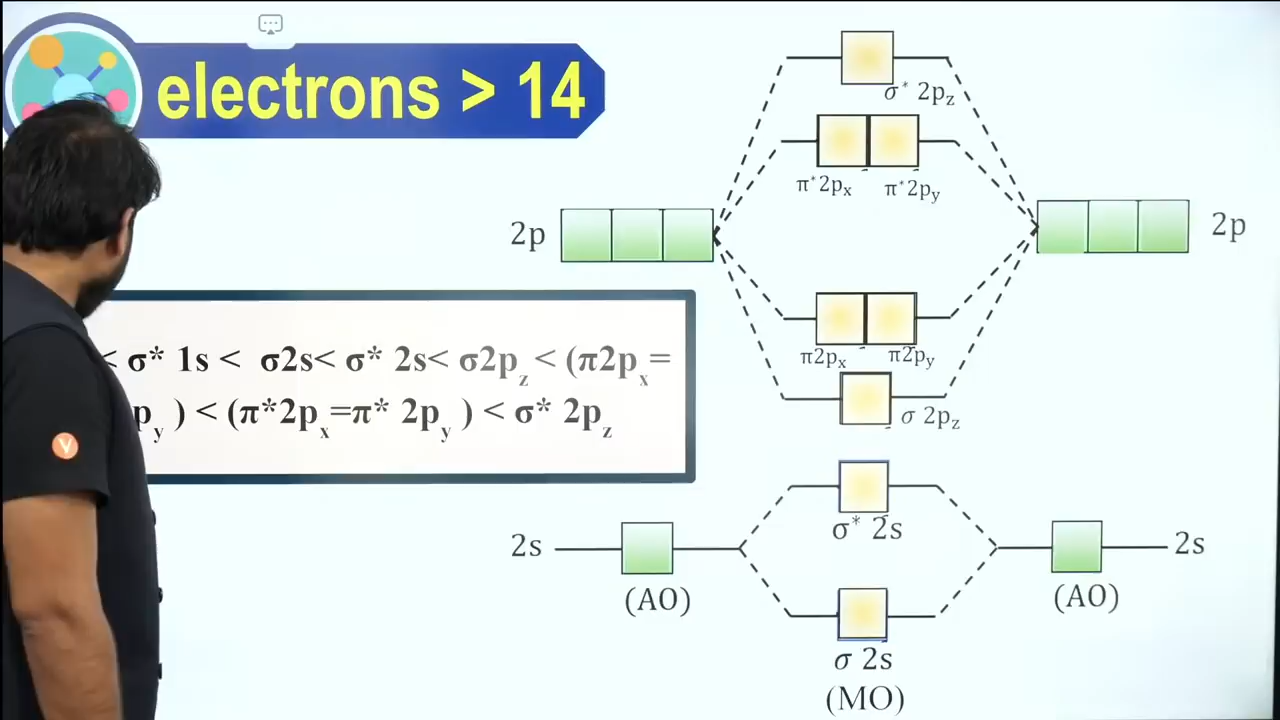 electrons > 14
σ* 2pz
π*2px π*2py
2p 2p
π2px π2py
σ 2pz
< σ* 1s < σ2s< σ* 2s< σ2pz < (π2px=
py ) < (π*2px=π* 2py ) < σ* 2pz
σ* 2s
2s 2s
(AO) (AO)
σ 2s
(MO)
V